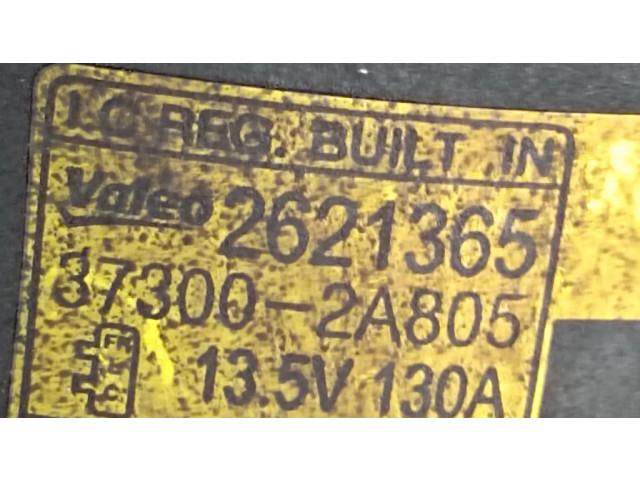 I.C REG. BUILT IN
Valeo 2621365
37300-2A805
13.5V 130A